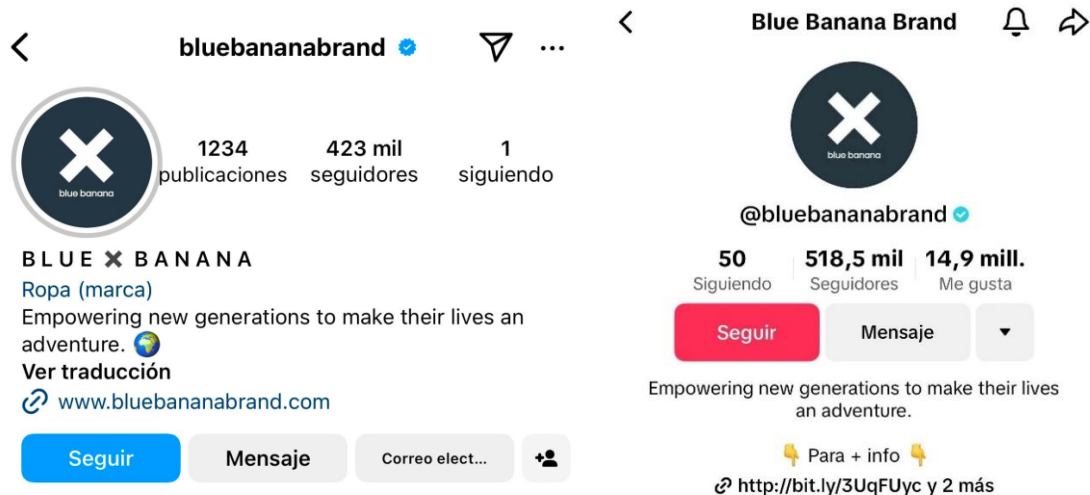 bluebananabrand
blue banana
1234
publicaciones
423 mil
seguidores
1
siguiendo
BLUE ✖ BANANA
Ropa (marca)
Empowering new generations to make their lives an
adventure. 🌍
Ver traducción
www.bluebananabrand.com
Seguir
Mensaje
Correo elect...
Blue Banana Brand
blue banana
@bluebananabrand
50
Siguiendo
518,5 mil
Seguidores
14,9 mill.
Me gusta
Seguir
Mensaje
Empowering new generations to make their lives
an adventure.
👇 Para + info 👇
http://bit.ly/3UqFUyc y 2 más